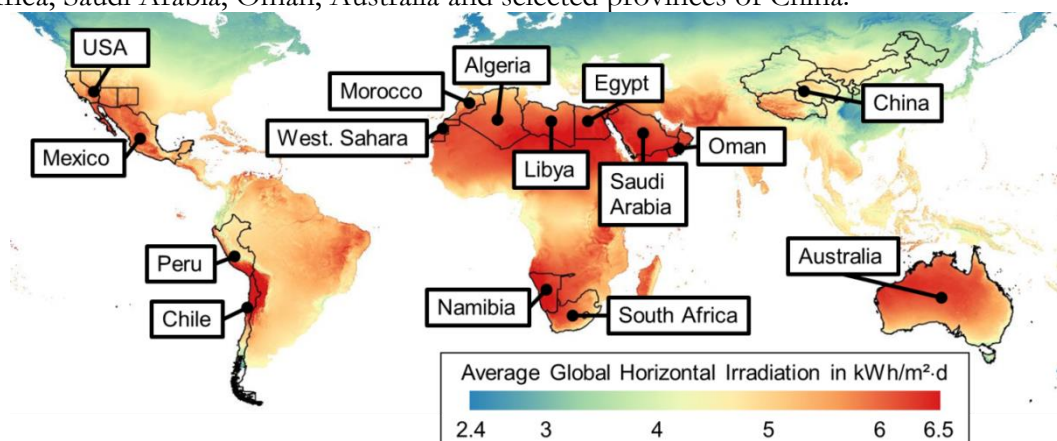 Saudi Arabia, Oman, Australia and selected provinces of China.
USA
Algeria
Morocco
Egypt
China
West. Sahara
Mexico
Oman
Libya
Saudi
Arabia
Peru
Australia
Namibia
South Africa
Chile
Average Global Horizontal Irradiation in kWh/m²·d
2.4 3 4 5 6 6.5